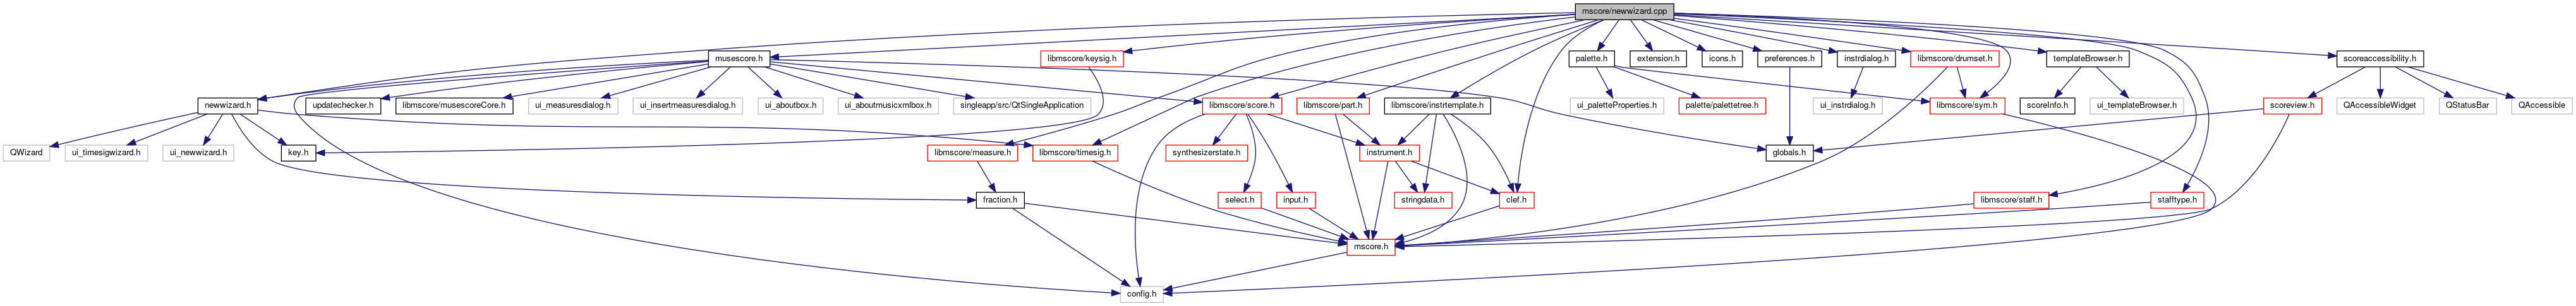 mscore/newwizard.cpp
musescore.h
libmscore/keysig.h
palette.h
extension.h
icons.h
preferences.h
instrdialog.h
libmscore/drumset.h
templateBrowser.h
scoreaccessibility.h
newwizard.h
updatechecker.h
libmscore/musescoreCore.h
ui_measuresdialog.h
ui_insertmeasuresdialog.h
ui_aboutbox.h
ui_aboutmusicxmlbox.h
singleapp/src/QtSingleApplication
libmscore/score.h
libmscore/part.h
libmscore/instrtemplate.h
ui_paletteProperties.h
palette/palettetree.h
ui_instrdialog.h
libmscore/sym.h
scoreInfo.h
ui_templateBrowser.h
scoreview.h
QAccessibleWidget
QStatusBar
QAccessible
QWizard
ui_timesigwizard.h
ui_newwizard.h
key.h
libmscore/measure.h
libmscore/timesig.h
synthesizerstate.h
instrument.h
globals.h
fraction.h
select.h
input.h
stringdata.h
clef.h
libmscore/staff.h
stafftype.h
mscore.h
config.h